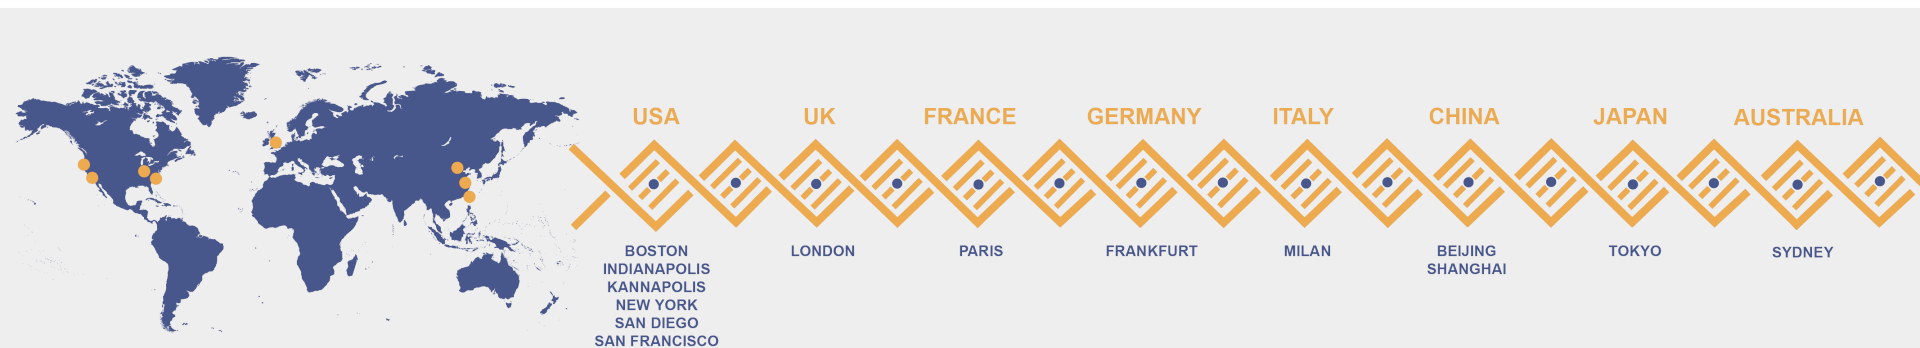 USA
BOSTON
INDIANAPOLIS
KANNAPOLIS
NEW YORK
SAN DIEGO
SAN FRANCISCO
UK
LONDON
FRANCE
PARIS
GERMANY
FRANKFURT
ITALY
MILAN
CHINA
BEIJING
SHANGHAI
JAPAN
TOKYO
AUSTRALIA
SYDNEY